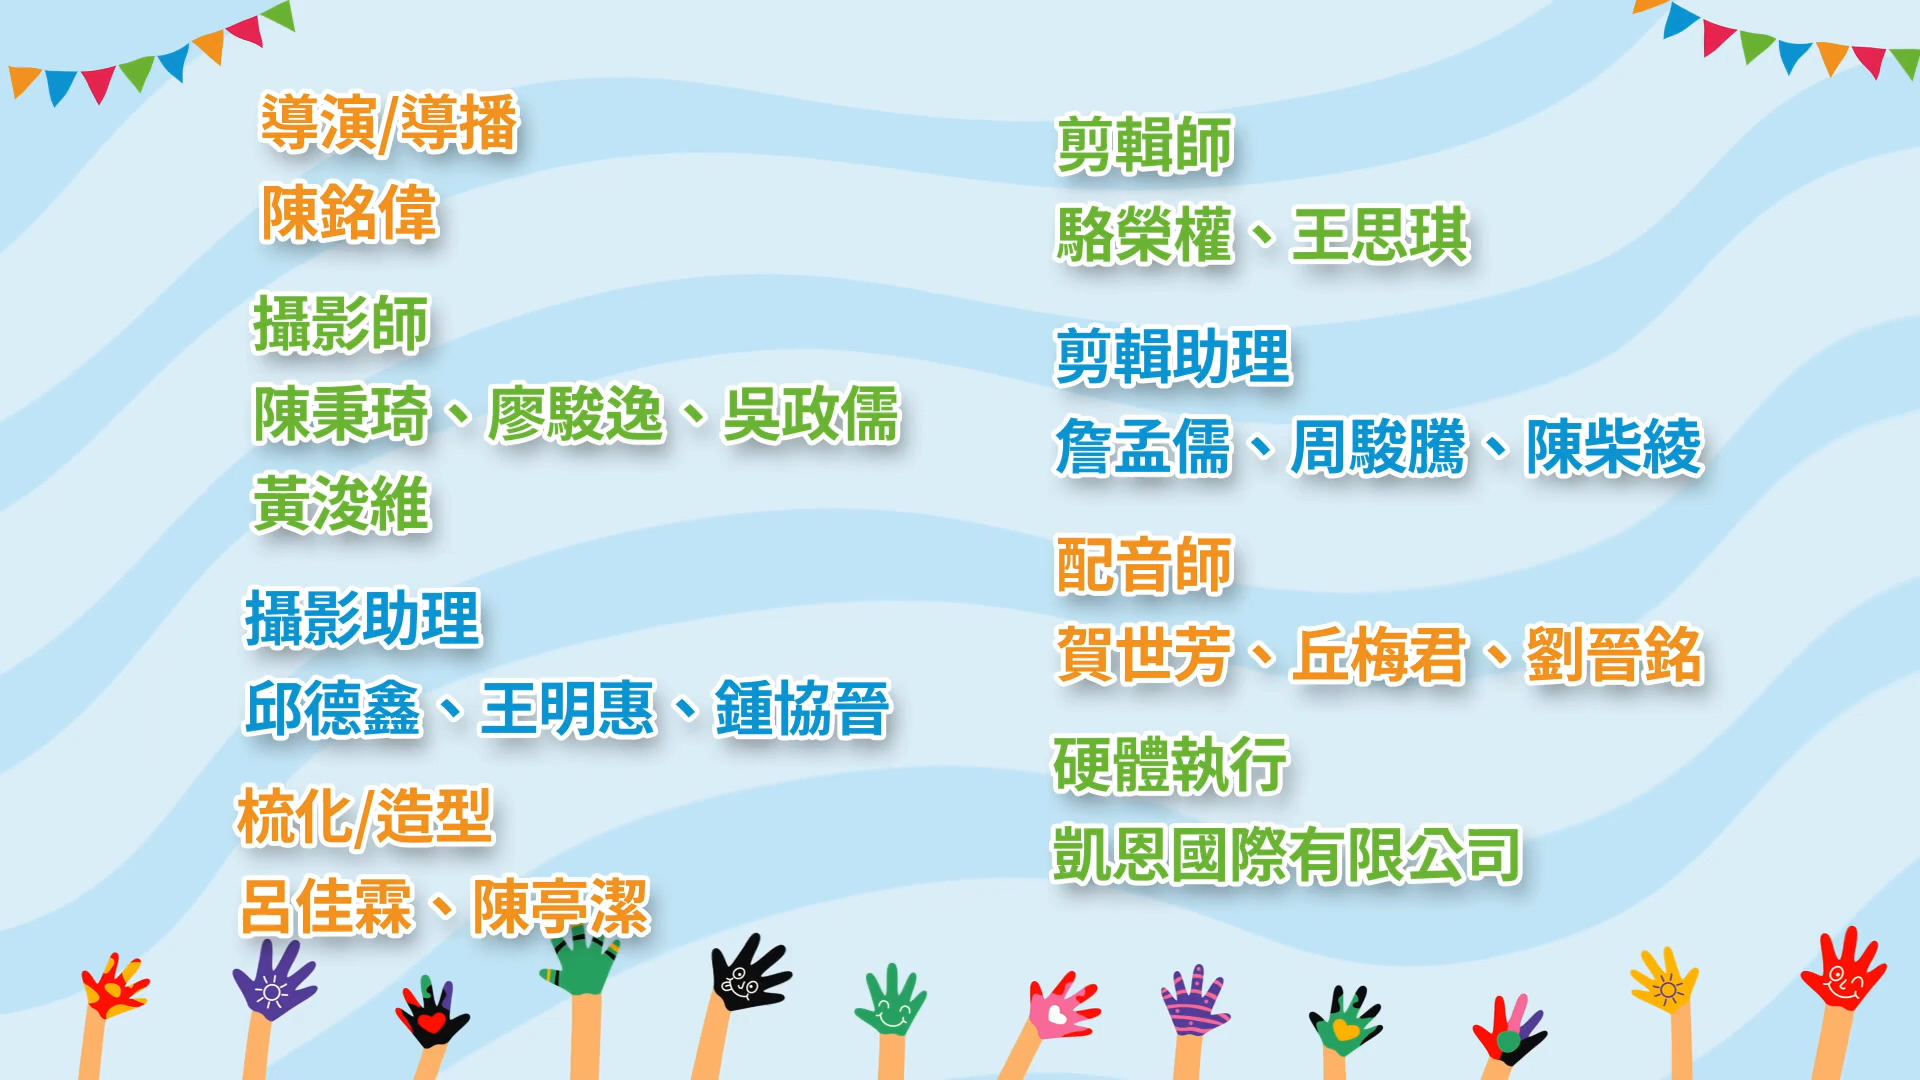 導演/導播
陳銘偉
攝影師
陳秉琦、廖駿逸、吳政儒
黃浚維
攝影助理
邱德鑫、王明惠、鍾協晉
梳化/造型
呂佳霖、陳亭潔
剪輯師
駱榮權、王思琪
剪輯助理
詹孟儒、周駿騰、陳柴綾
配音師
賀世芳、丘梅君、劉晉銘
硬體執行
凱恩國際有限公司